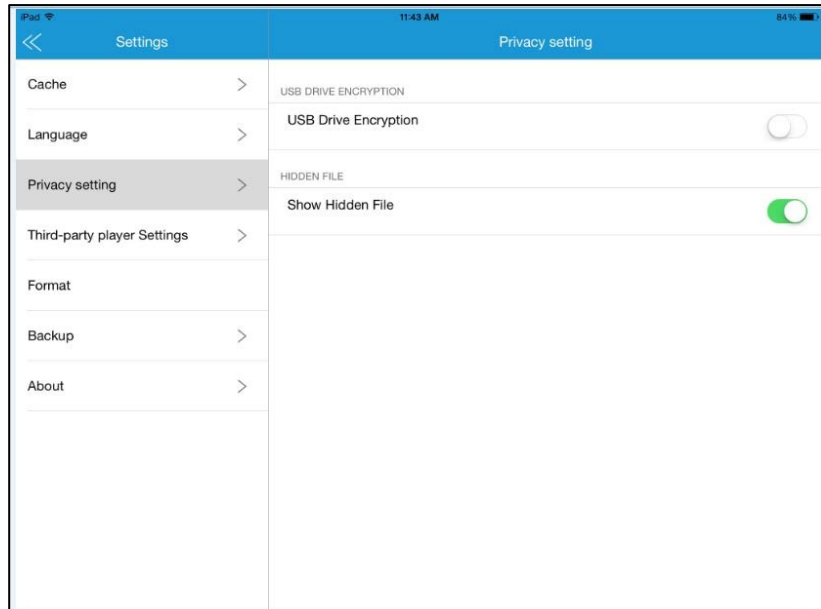 iPad 11:43 AM 84%
Settings
Privacy setting
Cache
Language
Privacy setting
Third-party player Settings
Format
Backup
About
USB DRIVE ENCRYPTION
USB Drive Encryption
HIDDEN FILE
Show Hidden File